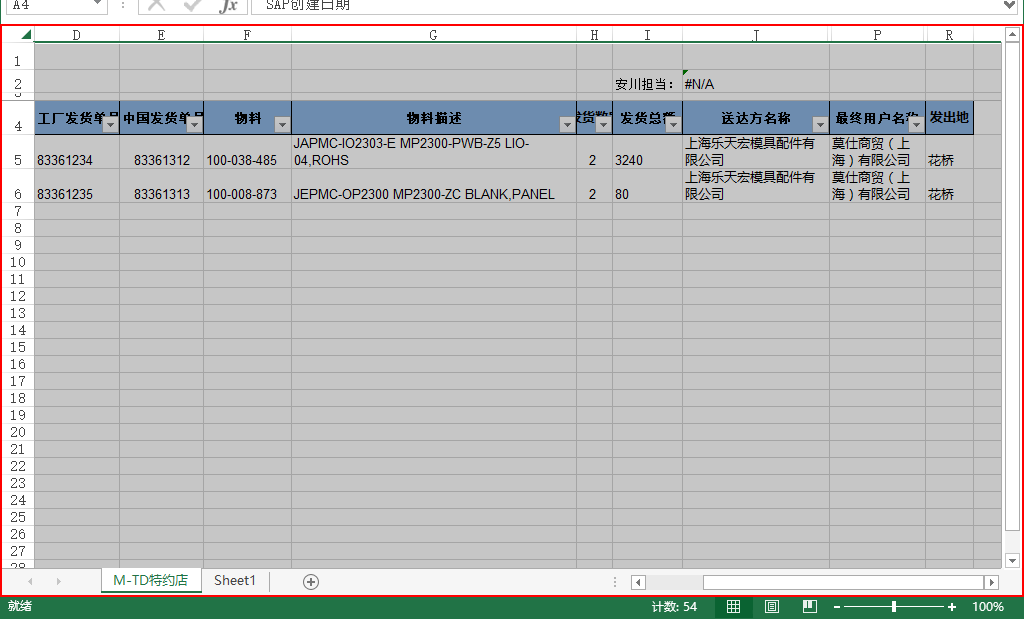 A4 fx SAP创建日期
D E F G H I J P R
1
2 安川担当： #N/A
3
4 工厂发货单号 中国发货单号 物料 物料描述 发货数 发货总额 送达方名称 最终用户名称 发出地
JAPMC-IO2303-E MP2300-PWB-Z5 LIO- 上海乐天宏模具配件有 莫仕商贸（上
5 83361234 83361312 100-038-485 04,ROHS 2 3240 限公司 海）有限公司 花桥
上海乐天宏模具配件有 莫仕商贸（上
6 83361235 83361313 100-008-873 JEPMC-OP2300 MP2300-ZC BLANK,PANEL 2 80 限公司 海）有限公司 花桥
7
8
9
10
11
12
13
14
15
16
17
18
19
20
21
22
23
24
25
26
27
28
M-TD特约店 Sheet1
就绪 计数: 54 100%